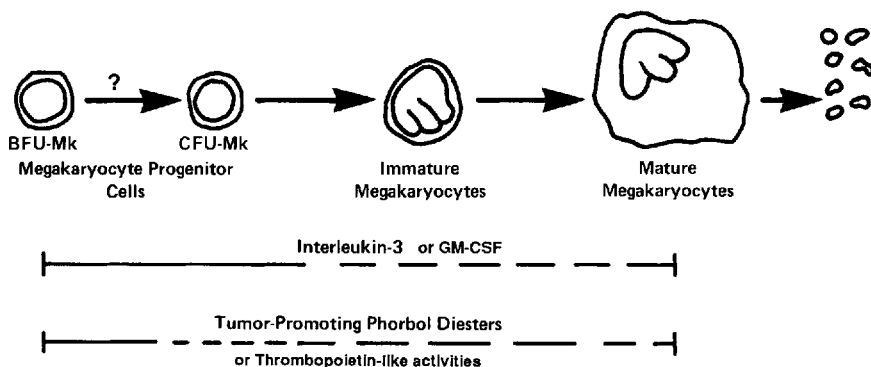 ?
BFU-Mk
CFU-Mk
Megakaryocyte Progenitor
Cells
Immature
Megakaryocytes
Mature
Megakaryocytes
Interleukin-3 or GM-CSF
Tumor-Promoting Phorbol Diesters
or Thrombopoietin-like activities